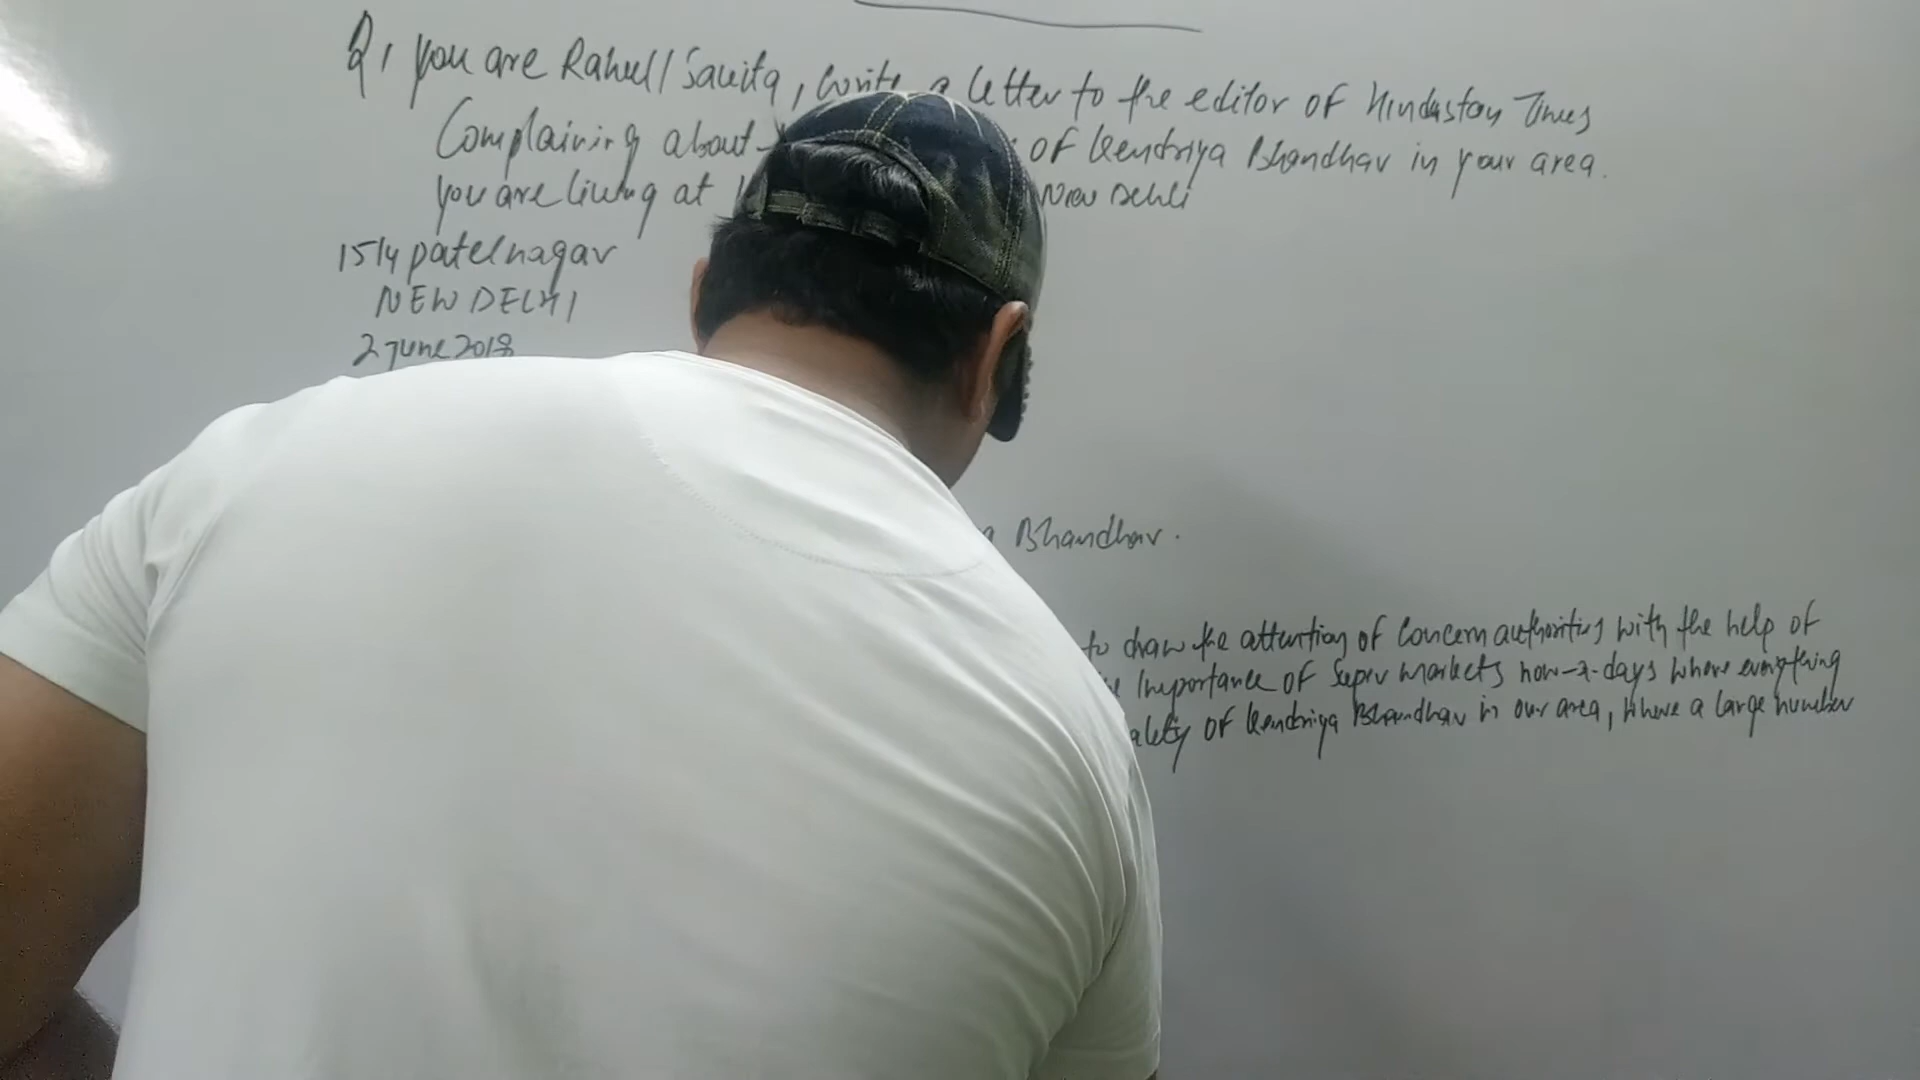 Q, you are Rahul/Savita, write a letter to the editor of Hindustan Times
Complaining about of Kendriya Bhandhar in your area.
you are living at New Dehli
15/4 patel nagar
NEW DELHI
2 june 2018
Bhandhar.
to draw the attention of Concern authorities with the help of
Importance of Super markets now-a-days where everything
of Kendriya Bhandhar in our area, where a large number